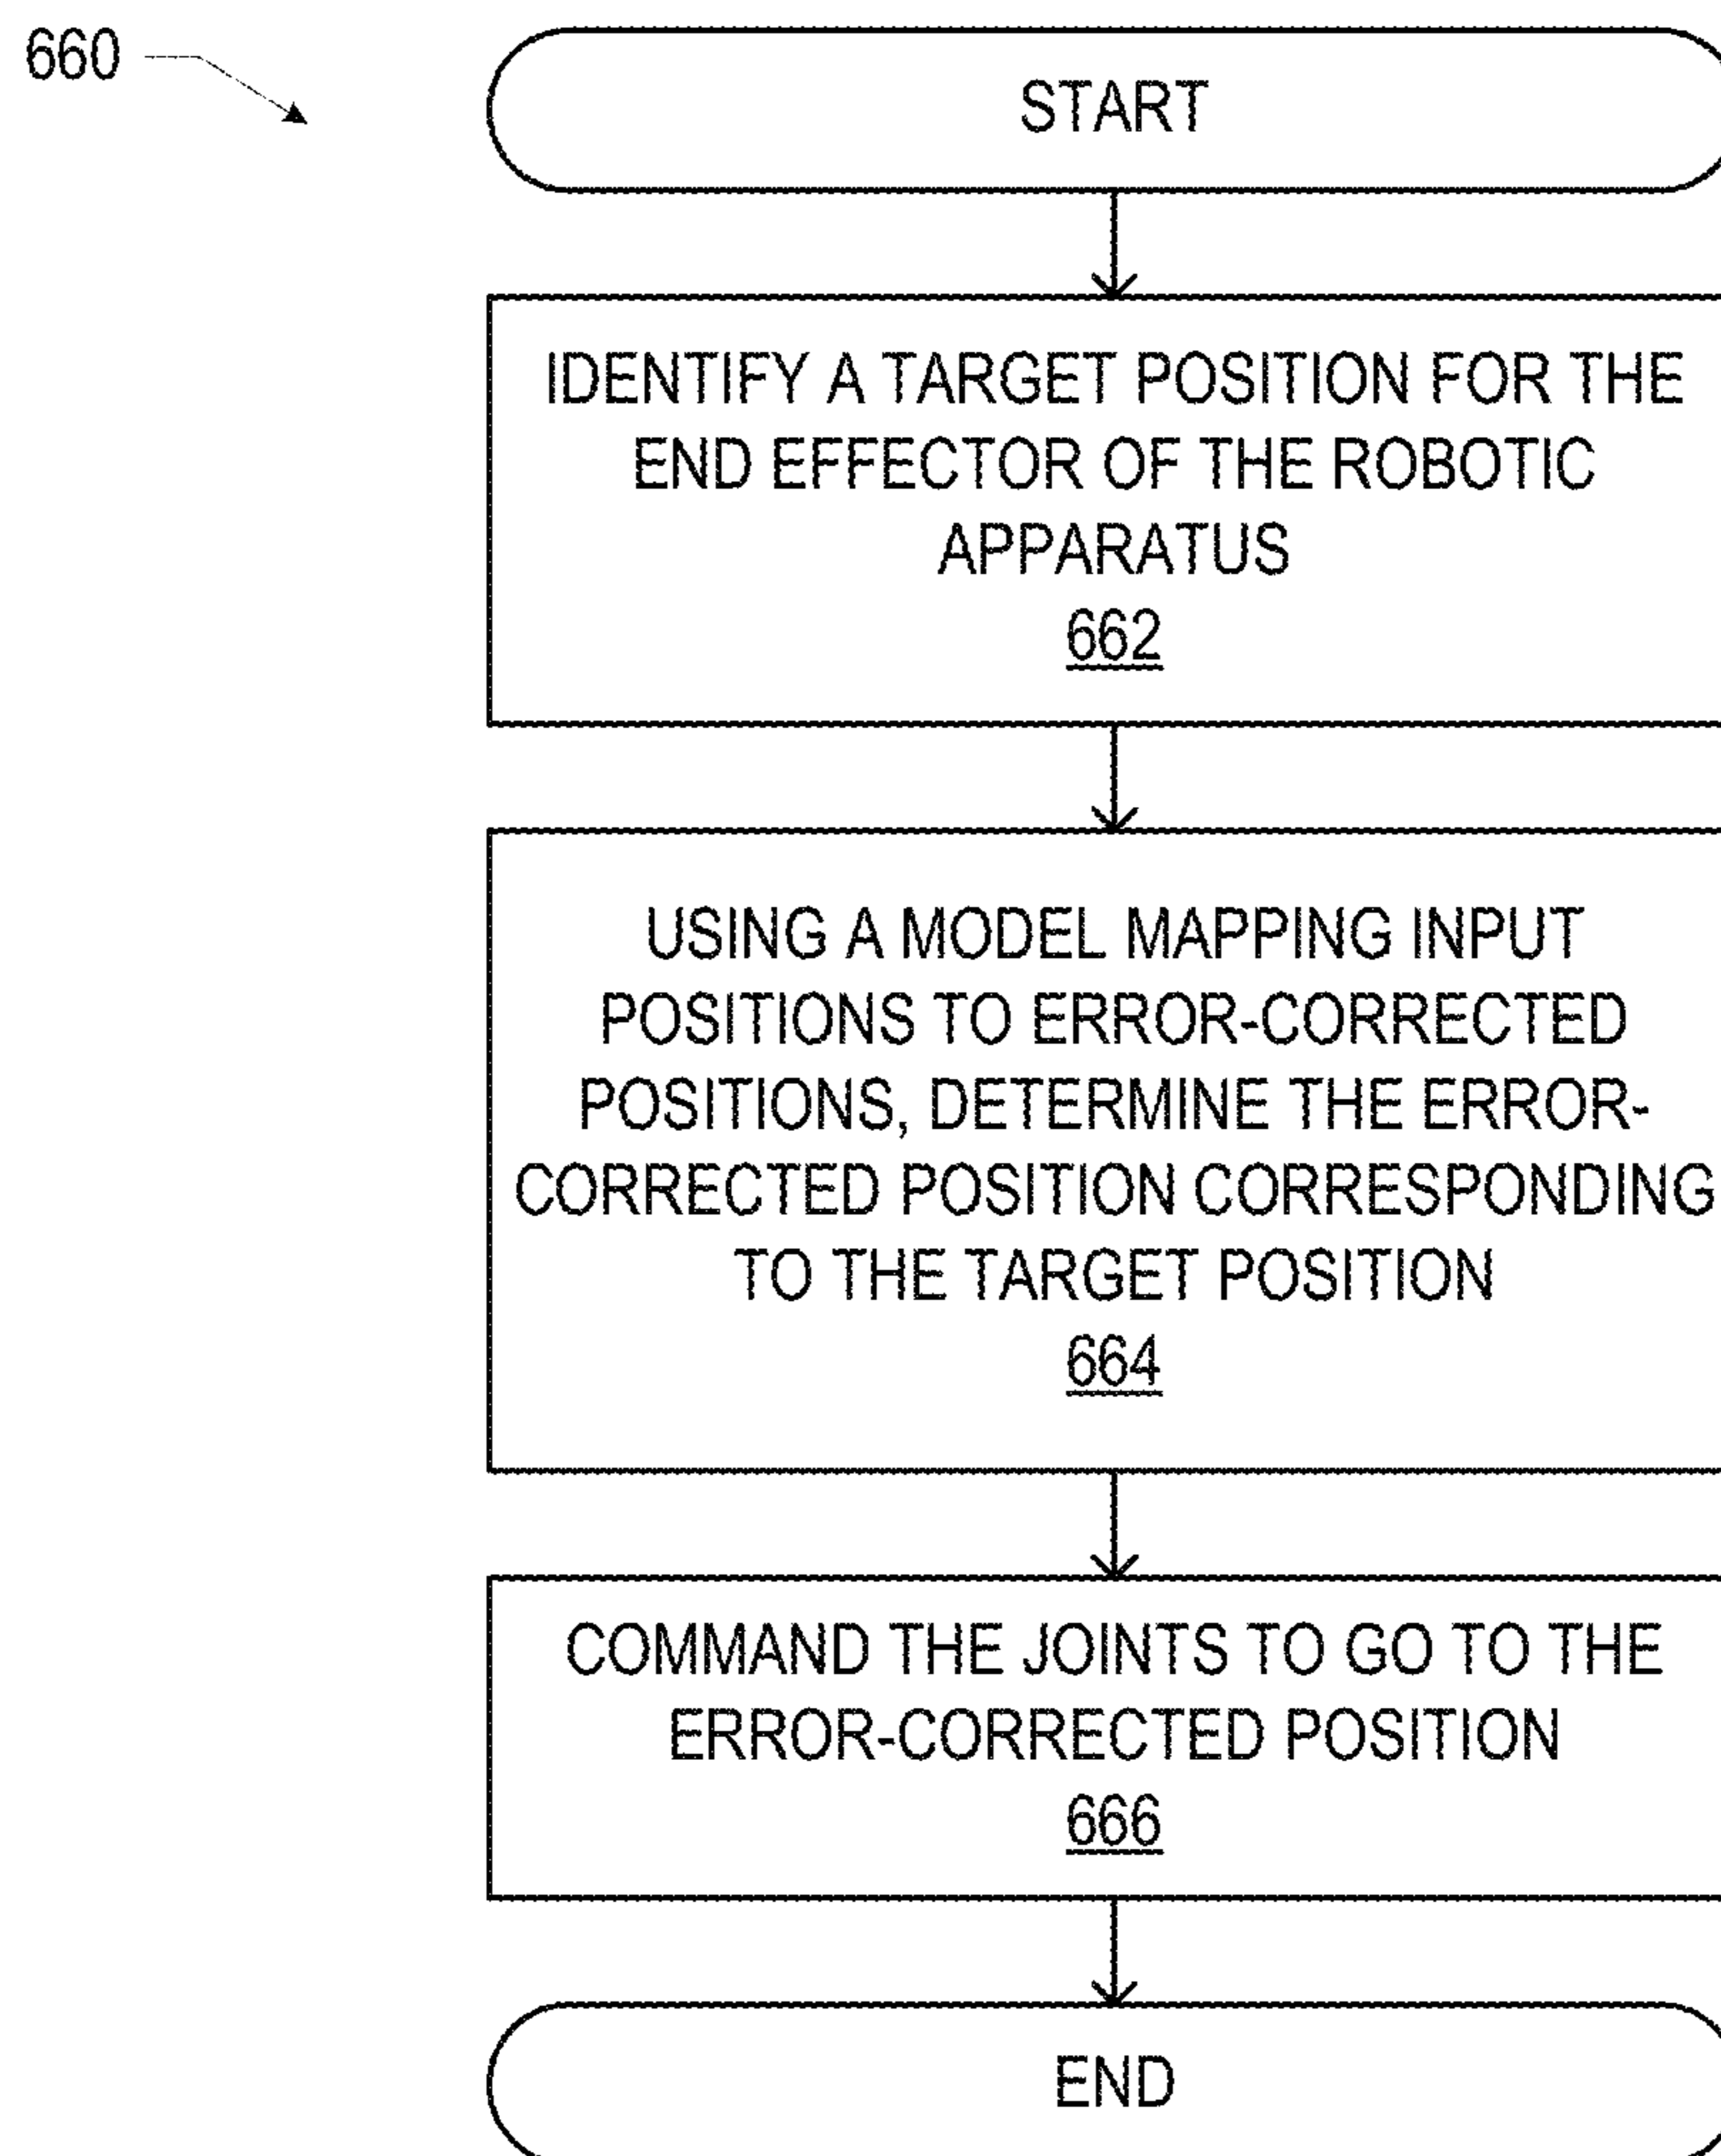 660
START
IDENTIFY A TARGET POSITION FOR THE
END EFFECTOR OF THE ROBOTIC
APPARATUS
662
USING A MODEL MAPPING INPUT
POSITIONS TO ERROR-CORRECTED
POSITIONS, DETERMINE THE ERROR-
CORRECTED POSITION CORRESPONDING
TO THE TARGET POSITION
664
COMMAND THE JOINTS TO GO TO THE
ERROR-CORRECTED POSITION
666
END